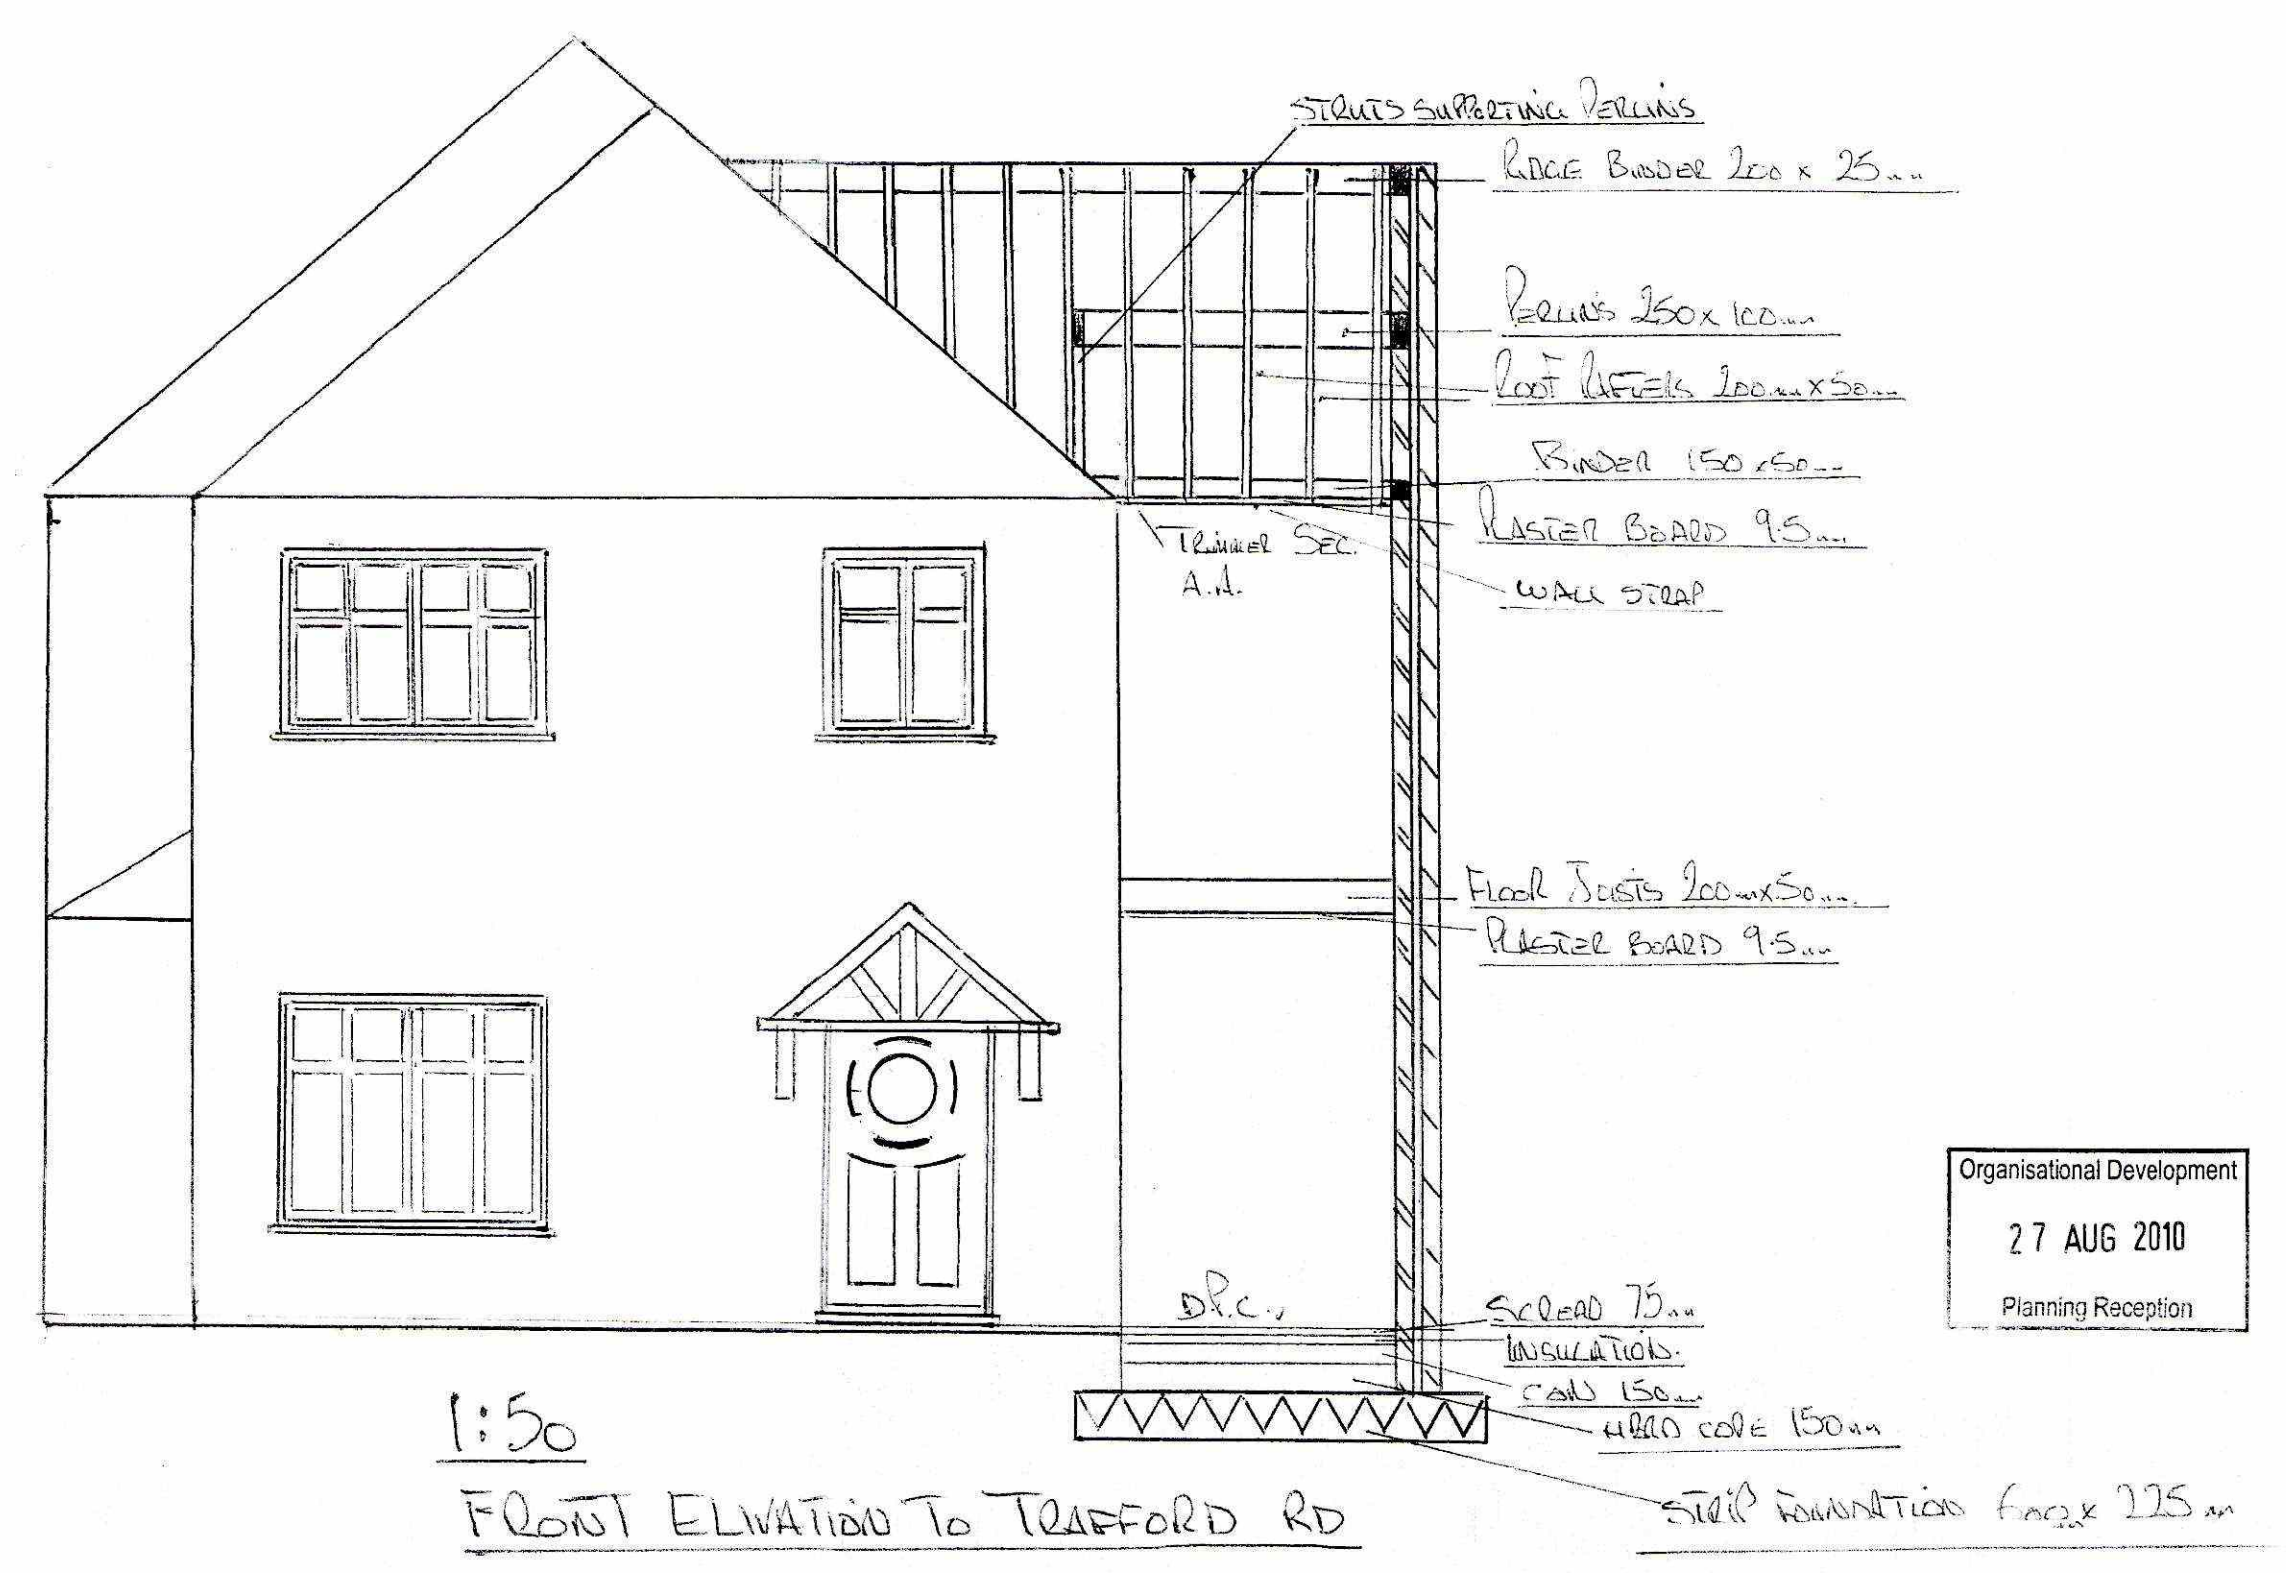 STRUTS SUPPORTING PERLINS
RIDGE BINDER 200 x 25mm
PERLINS 250 x 100mm
ROOF RAFTERS 200mm x 50mm
BINDER 150 x 50mm
PLASTER BOARD 9.5mm
TRIMMER SEC.
A.A.
WALL STRAP
FLOOR JOISTS 200mm x 50mm
PLASTER BOARD 9.5mm
Organisational Development
27 AUG 2010
Planning Reception
D.P.C.
SCREAD 75mm
INSULATION.
CON 150mm
HARD CORE 150mm
STRIP FOUNDATION 600mm x 225mm
1:50
FRONT ELIVATION TO TRAFFORD RD